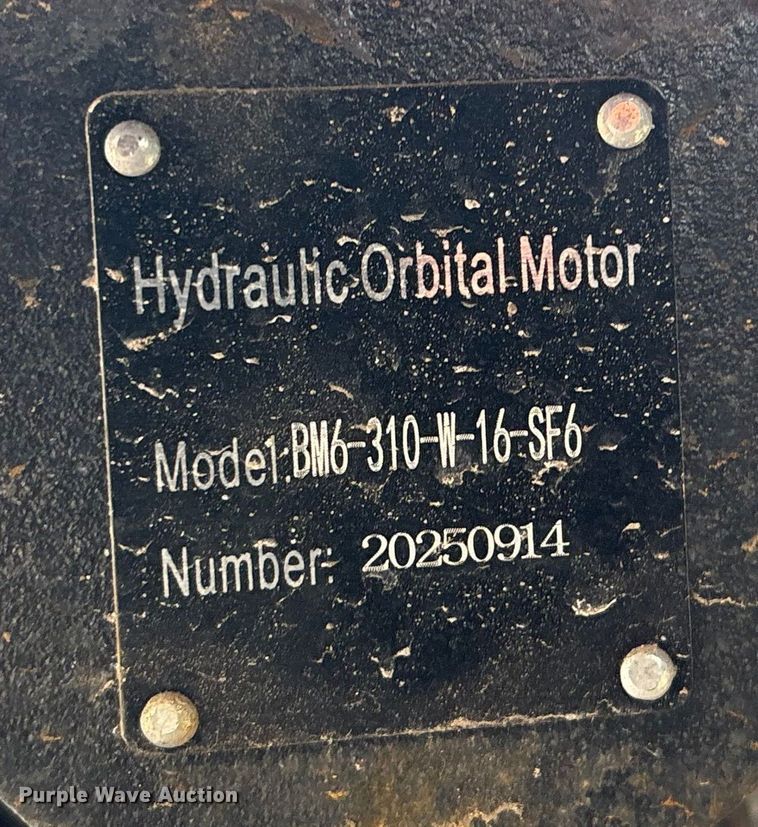 Hydraulic Orbital Motor
Model:BM6-310-W-16-SF6
Number: 20250914
Purple Wave Auction